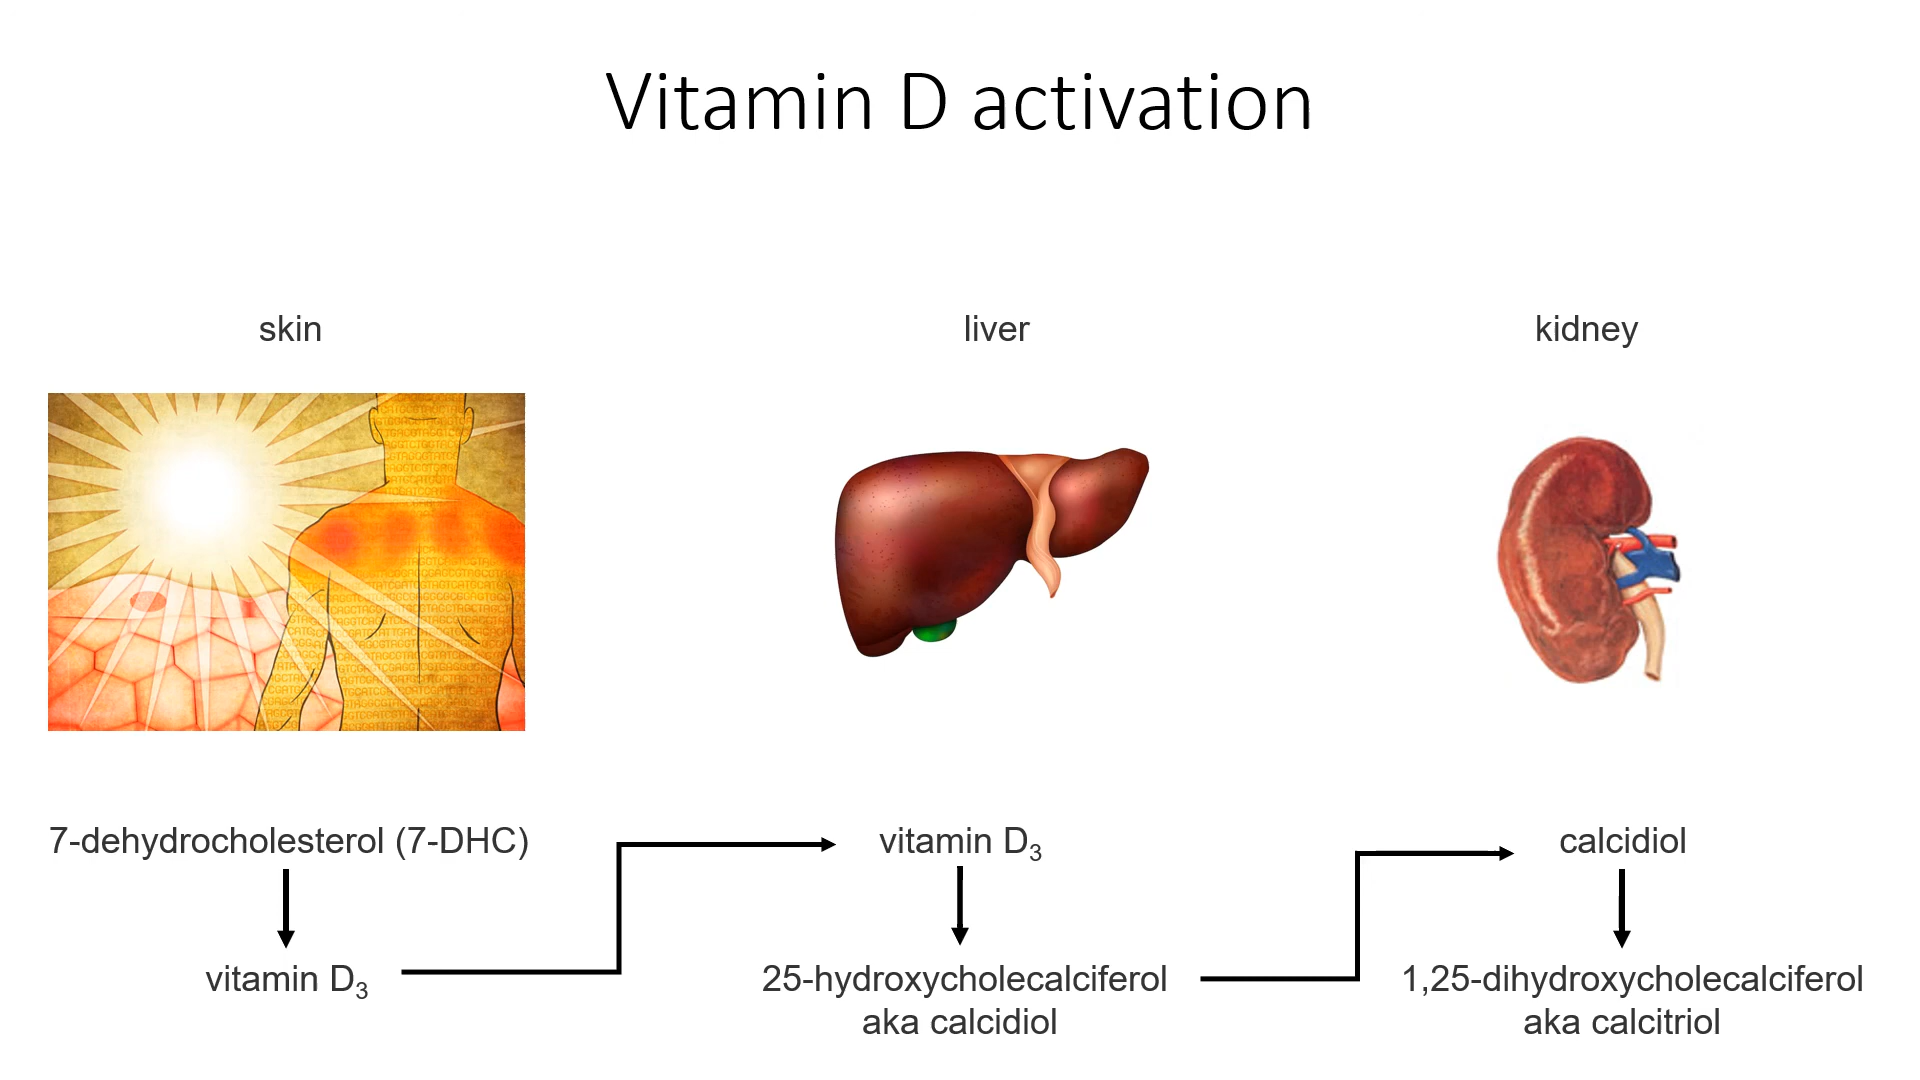 Vitamin D activation
skin
liver
kidney
7-dehydrocholesterol (7-DHC)
vitamin D₃
vitamin D₃
25-hydroxycholecalciferol
aka calcidiol
calcidiol
1,25-dihydroxycholecalciferol
aka calcitriol